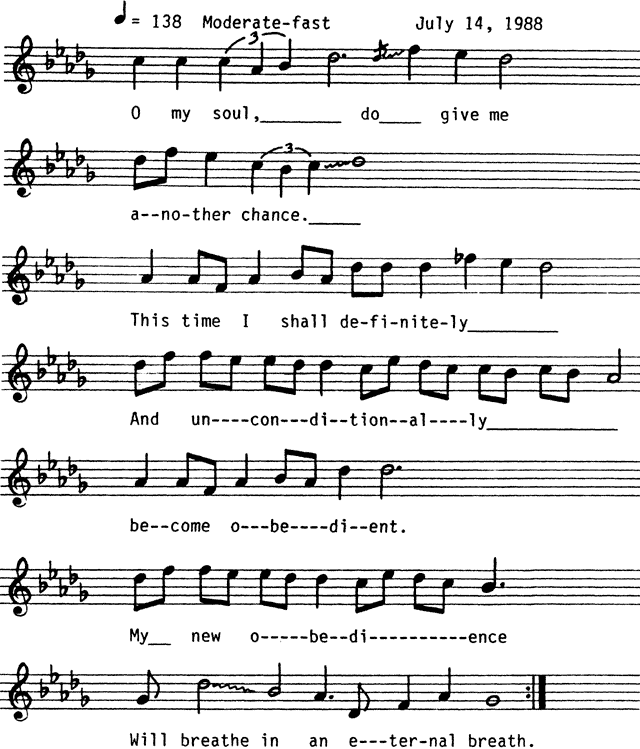 ♩ = 138 Moderate-fast July 14, 1988
3
O my soul,________ do____ give me
3
a--no-ther chance._____
This time I shall de-fi-nite-ly_________
And un----con---di--tion--al----ly_____________
be--come o---be----di--ent.
My__ new o-----be--di----------ence
Will breathe in an e---ter-nal breath.